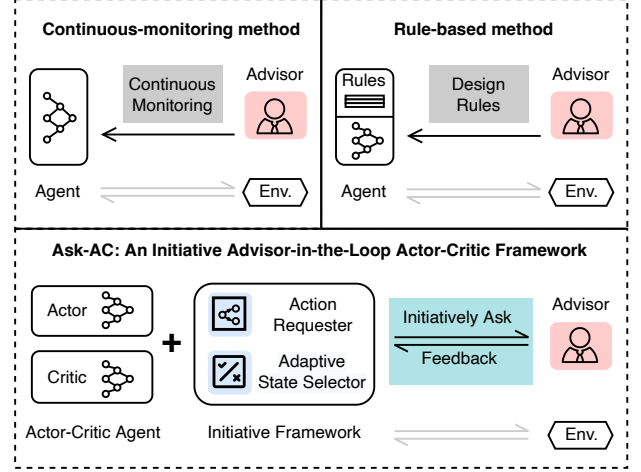 Continuous-monitoring method
Continuous
Monitoring
Advisor
Agent
Env.
Rule-based method
Rules
Design
Rules
Advisor
Agent
Env.
Ask-AC: An Initiative Advisor-in-the-Loop Actor-Critic Framework
Actor
Critic
+
Action
Requester
Adaptive
State Selector
Initiatively Ask
Feedback
Advisor
Actor-Critic Agent
Initiative Framework
Env.